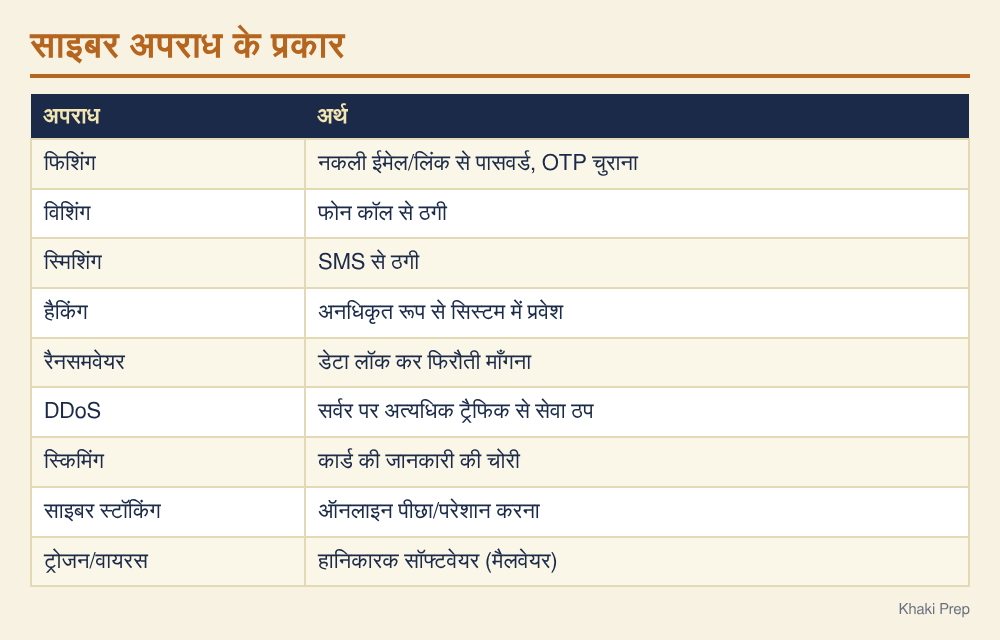 साइबर अपराध के प्रकार
अपराध अर्थ
फिशिंग नकली ईमेल/लिंक से पासवर्ड, OTP चुराना
विशिंग फोन कॉल से ठगी
स्मिशिंग SMS से ठगी
हैकिंग अनधिकृत रूप से सिस्टम में प्रवेश
रैनसमवेयर डेटा लॉक कर फिरौती माँगना
DDoS सर्वर पर अत्यधिक ट्रैफिक से सेवा ठप
स्किमिंग कार्ड की जानकारी की चोरी
साइबर स्टॉकिंग ऑनलाइन पीछा/परेशान करना
ट्रोजन/वायरस हानिकारक सॉफ्टवेयर (मैलवेयर)
Khaki Prep